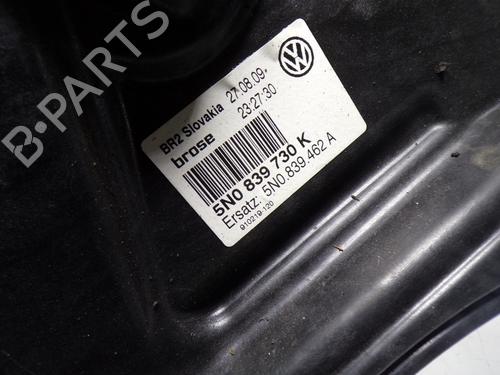 BR2 Slovakia 27.08.09*
brose 23:27:30
5N0 839 730 K
Ersatz: 5N0.839.462 A
910219-120
B-PARTS